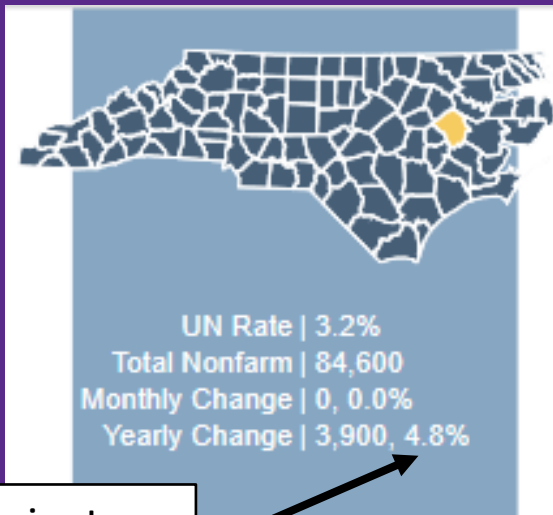 UN Rate | 3.2%
Total Nonfarm | 84,600
Monthly Change | 0, 0.0%
Yearly Change | 3,900, 4.8%